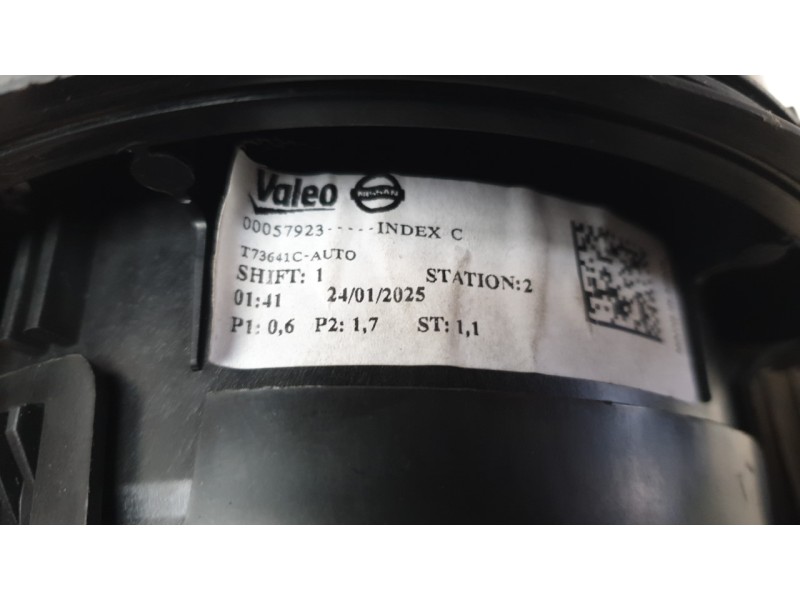 Valeo NISSAN
00057923-----INDEX C
T73641C-AUTO
SHIFT: 1 STATION:2
01:41 24/01/2025
P1: 0,6 P2: 1,7 ST: 1,1